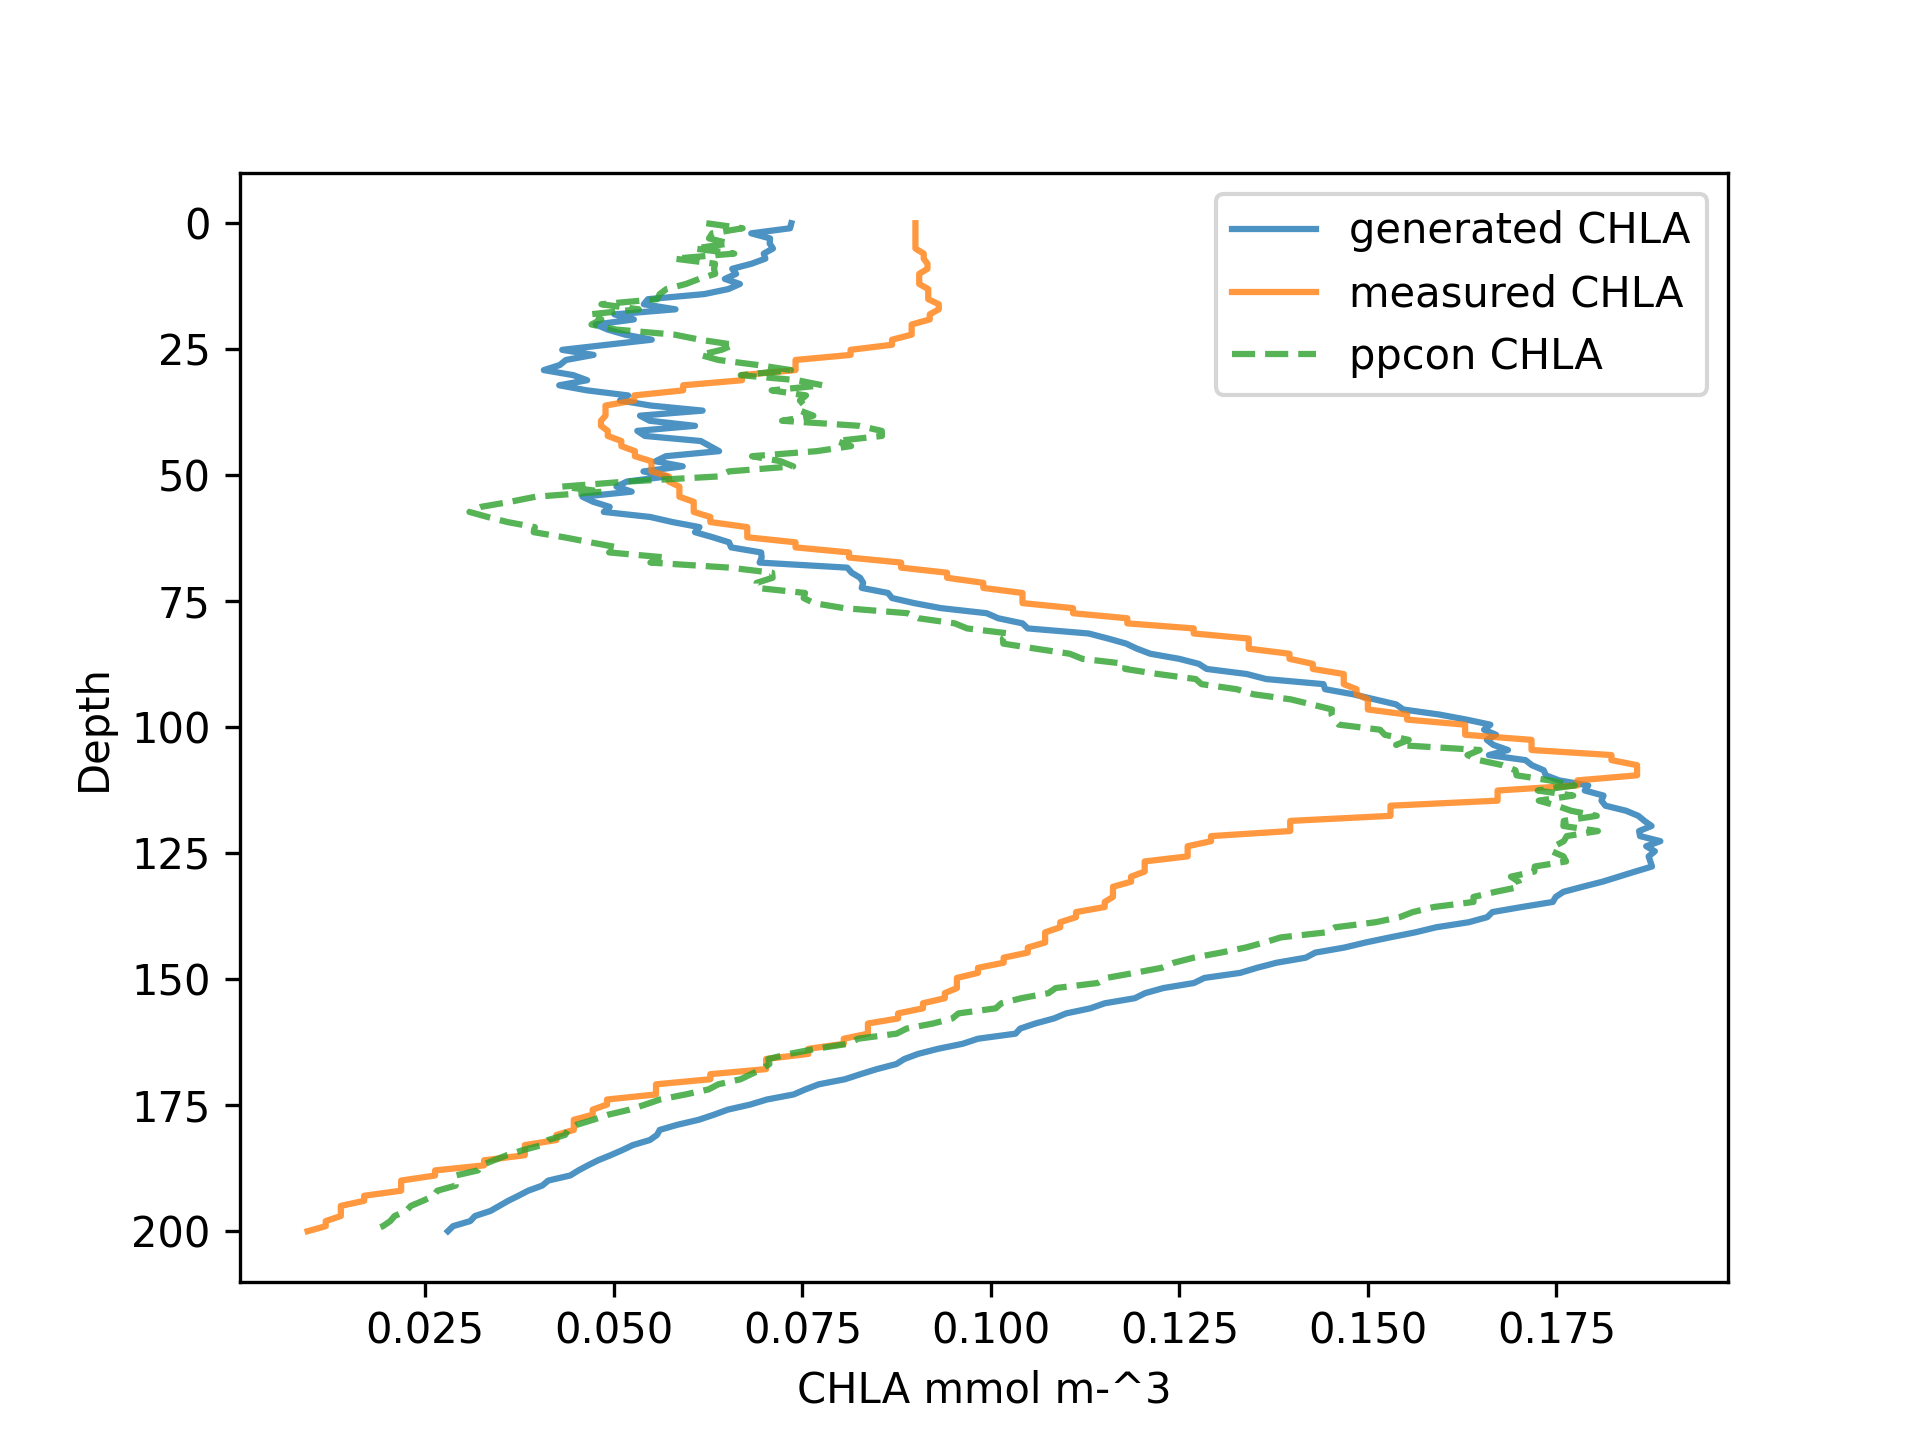 generated CHLA
measured CHLA
ppcon CHLA
Depth
0
25
50
75
100
125
150
175
200
0.025 0.050 0.075 0.100 0.125 0.150 0.175
CHLA mmol m-^3